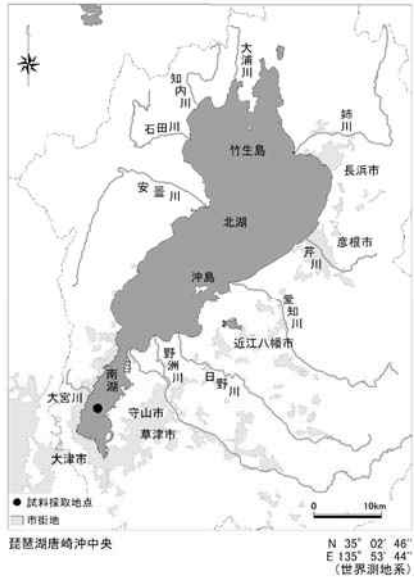 大浦川
知内川
石田川
姉川
竹生島
長浜市
安曇川
北湖
彦根市
芹川
沖島
愛知川
近江八幡市
野洲川
日野川
南湖
大宮川
守山市
草津市
大津市
● 試料採取地点
市街地
0 10km
琵琶湖唐崎沖中央
N 35° 02' 46"
E 135° 53' 44"
(世界測地系)